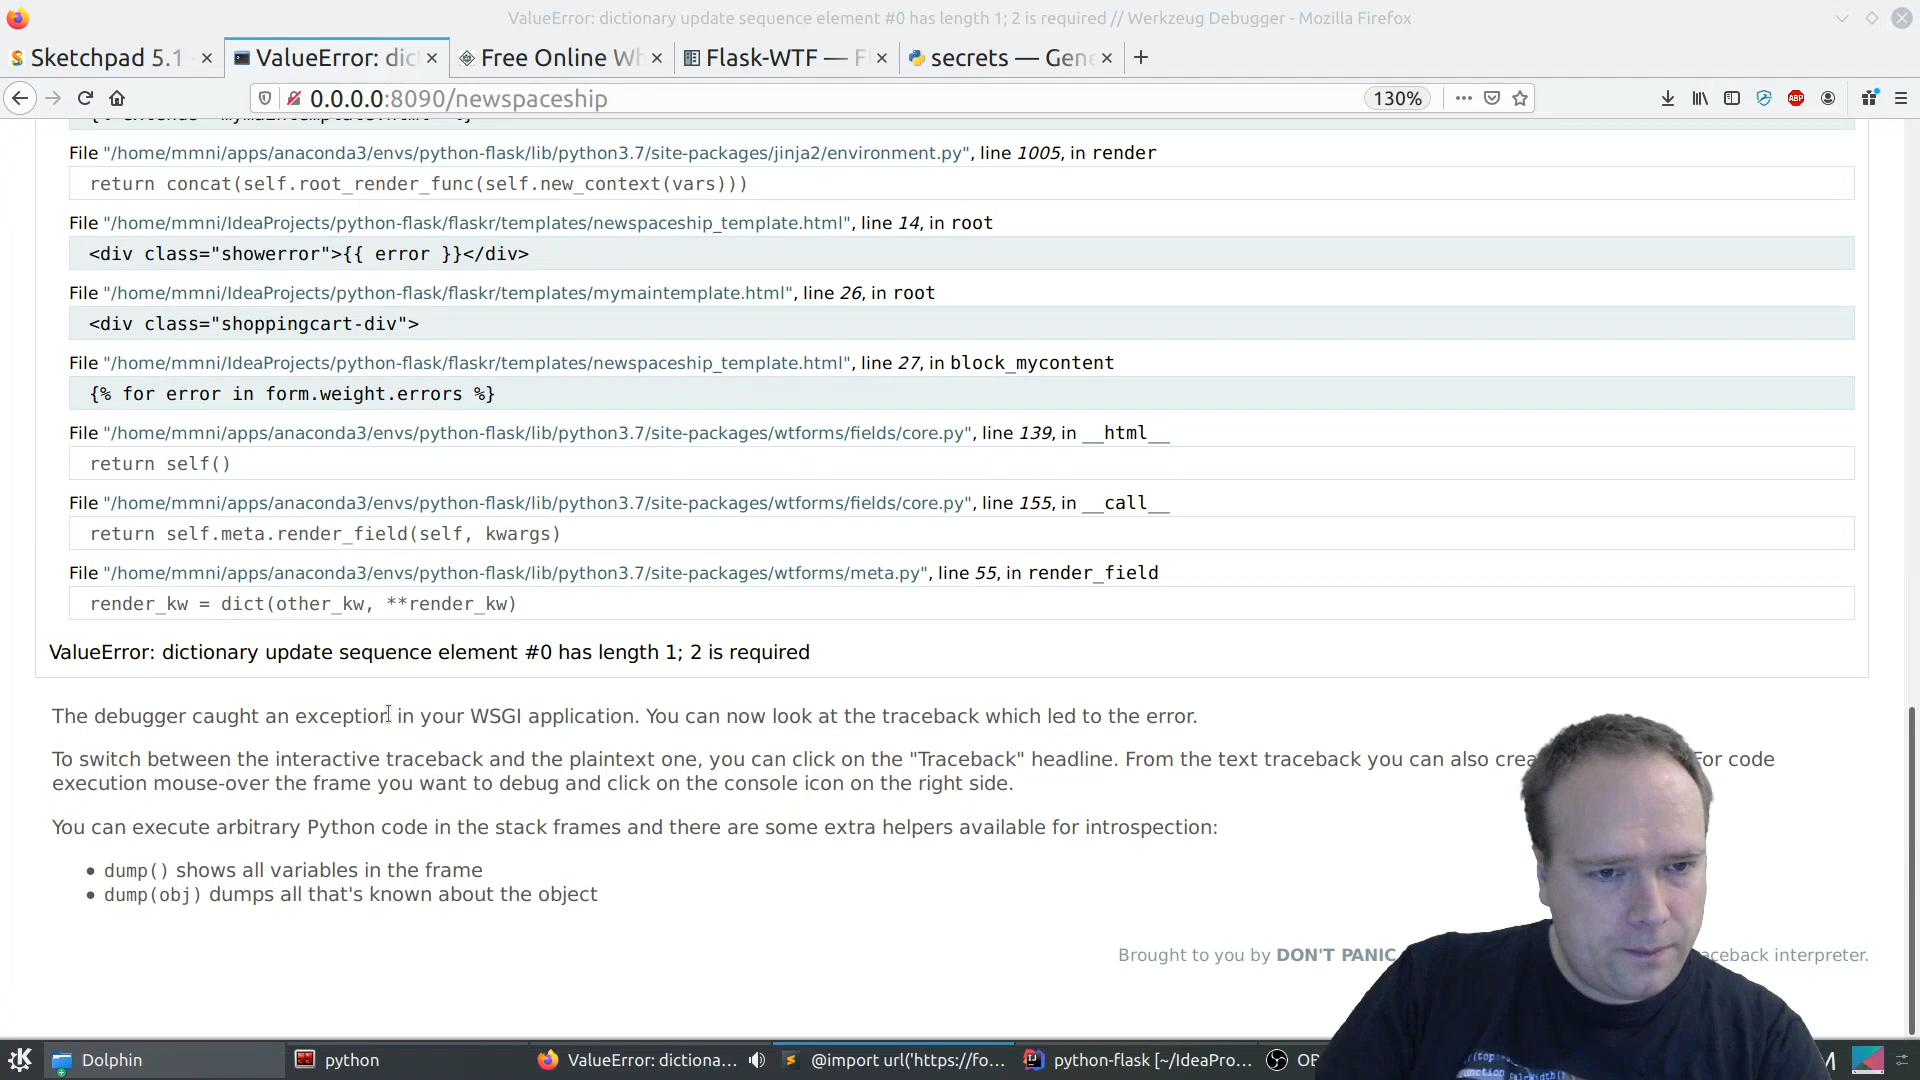 ValueError: dictionary update sequence element #0 has length 1; 2 is required // Werkzeug Debugger - Mozilla Firefox
Sketchpad 5.1
ValueError: dic
Free Online Wh
Flask-WTF — F
secrets — Gene
0.0.0.0:8090/newspaceship
130%
ABP
File "/home/mmni/apps/anaconda3/envs/python-flask/lib/python3.7/site-packages/jinja2/environment.py", line 1005, in render
return concat(self.root_render_func(self.new_context(vars)))
File "/home/mmni/IdeaProjects/python-flask/flaskr/templates/newspaceship_template.html", line 14, in root
<div class="showerror">{{ error }}</div>
File "/home/mmni/IdeaProjects/python-flask/flaskr/templates/mymaintemplate.html", line 26, in root
<div class="shoppingcart-div">
File "/home/mmni/IdeaProjects/python-flask/flaskr/templates/newspaceship_template.html", line 27, in block_mycontent
{% for error in form.weight.errors %}
File "/home/mmni/apps/anaconda3/envs/python-flask/lib/python3.7/site-packages/wtforms/fields/core.py", line 139, in __html__
return self()
File "/home/mmni/apps/anaconda3/envs/python-flask/lib/python3.7/site-packages/wtforms/fields/core.py", line 155, in __call__
return self.meta.render_field(self, kwargs)
File "/home/mmni/apps/anaconda3/envs/python-flask/lib/python3.7/site-packages/wtforms/meta.py", line 55, in render_field
render_kw = dict(other_kw, **render_kw)
ValueError: dictionary update sequence element #0 has length 1; 2 is required
The debugger caught an exception in your WSGI application. You can now look at the traceback which led to the error.
To switch between the interactive traceback and the plaintext one, you can click on the "Traceback" headline. From the text traceback you can also crea For code
execution mouse-over the frame you want to debug and click on the console icon on the right side.
You can execute arbitrary Python code in the stack frames and there are some extra helpers available for introspection:
• dump() shows all variables in the frame
• dump(obj) dumps all that's known about the object
Brought to you by DON'T PANIC aceback interpreter.
Dolphin
python
ValueError: dictiona...
@import url('https://fo...
python-flask [~/IdeaPro...
OB